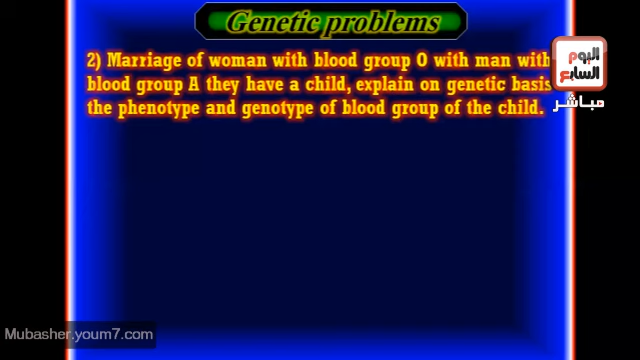 Genetic problems
2) Marriage of woman with blood group O with man with
blood group A they have a child, explain on genetic basis
the phenotype and genotype of blood group of the child.
اليوم
السابع
مباشر
Mubasher.youm7.com